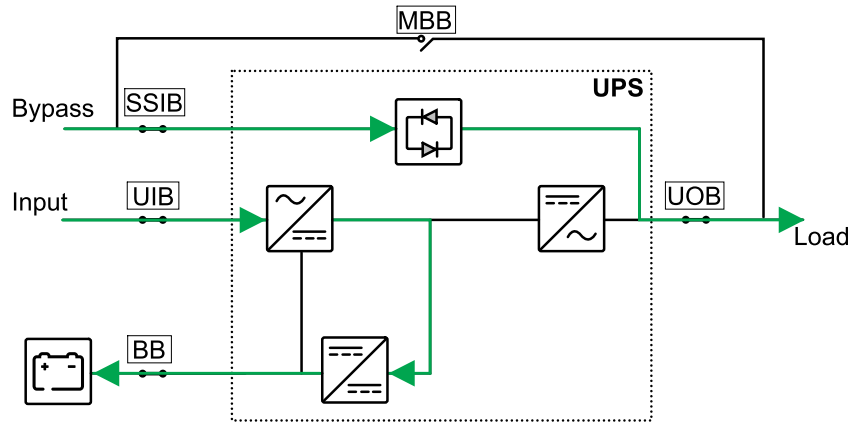 MBB
UPS
Bypass
SSIB
Input
UIB
UOB
Load
BB